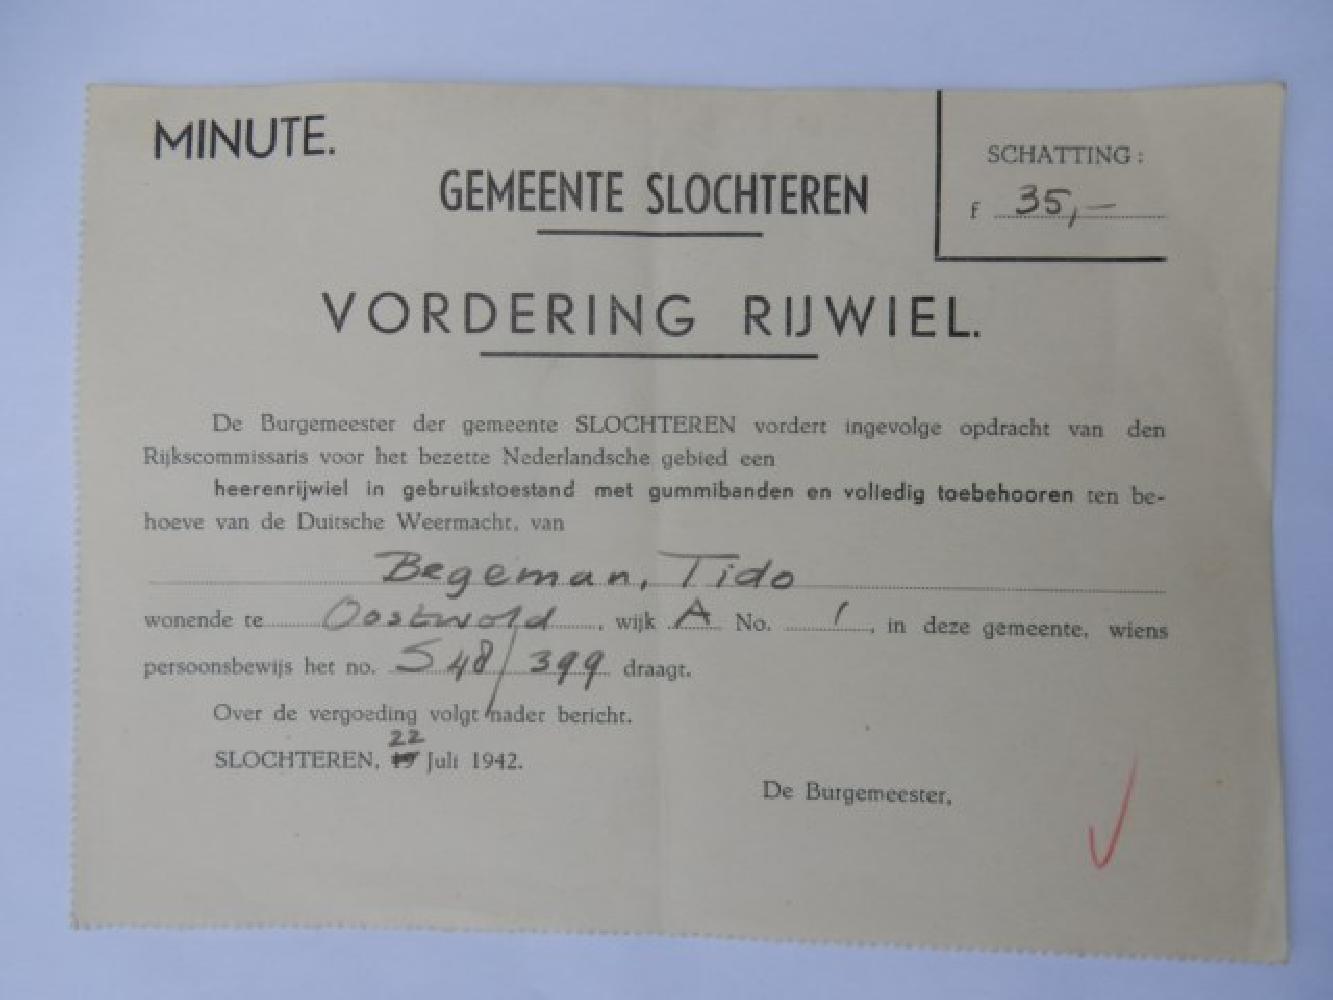 MINUTE.
SCHATTING:
f 35,—
GEMEENTE SLOCHTEREN
VORDERING RIJWIEL.
De Burgemeester der gemeente SLOCHTEREN vordert ingevolge opdracht van den
Rijkscommissaris voor het bezette Nederlandsche gebied een
heerenrijwiel in gebruikstoestand met gummibanden en volledig toebehooren ten be-
hoeve van de Duitsche Weermacht, van
Begeman, Tido
wonende te Oostwold, wijk A No. 1, in deze gemeente, wiens
persoonsbewijs het no. S 48/399 draagt.
Over de vergoeding volgt nader bericht.
22
SLOCHTEREN, 15 Juli 1942.
De Burgemeester,